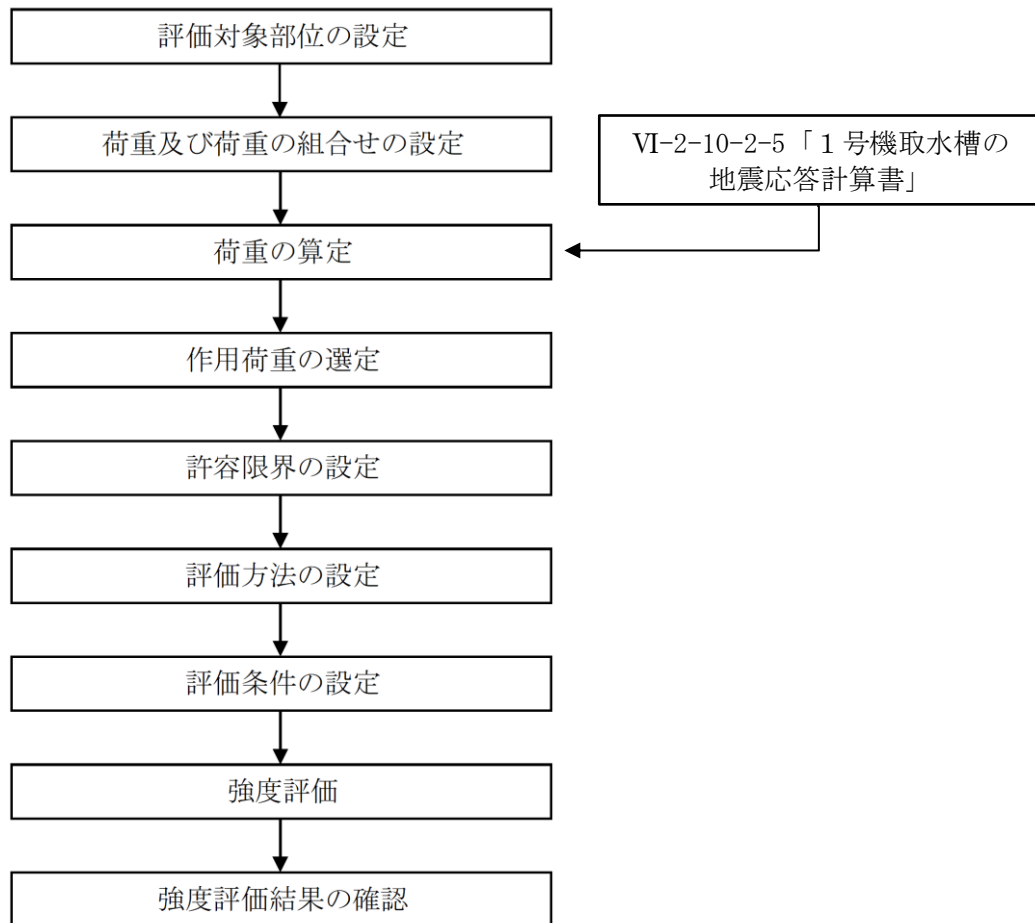 評価対象部位の設定
荷重及び荷重の組合せの設定
Ⅵ-2-10-2-5「１号機取水槽の
地震応答計算書」
荷重の算定
作用荷重の選定
許容限界の設定
評価方法の設定
評価条件の設定
強度評価
強度評価結果の確認